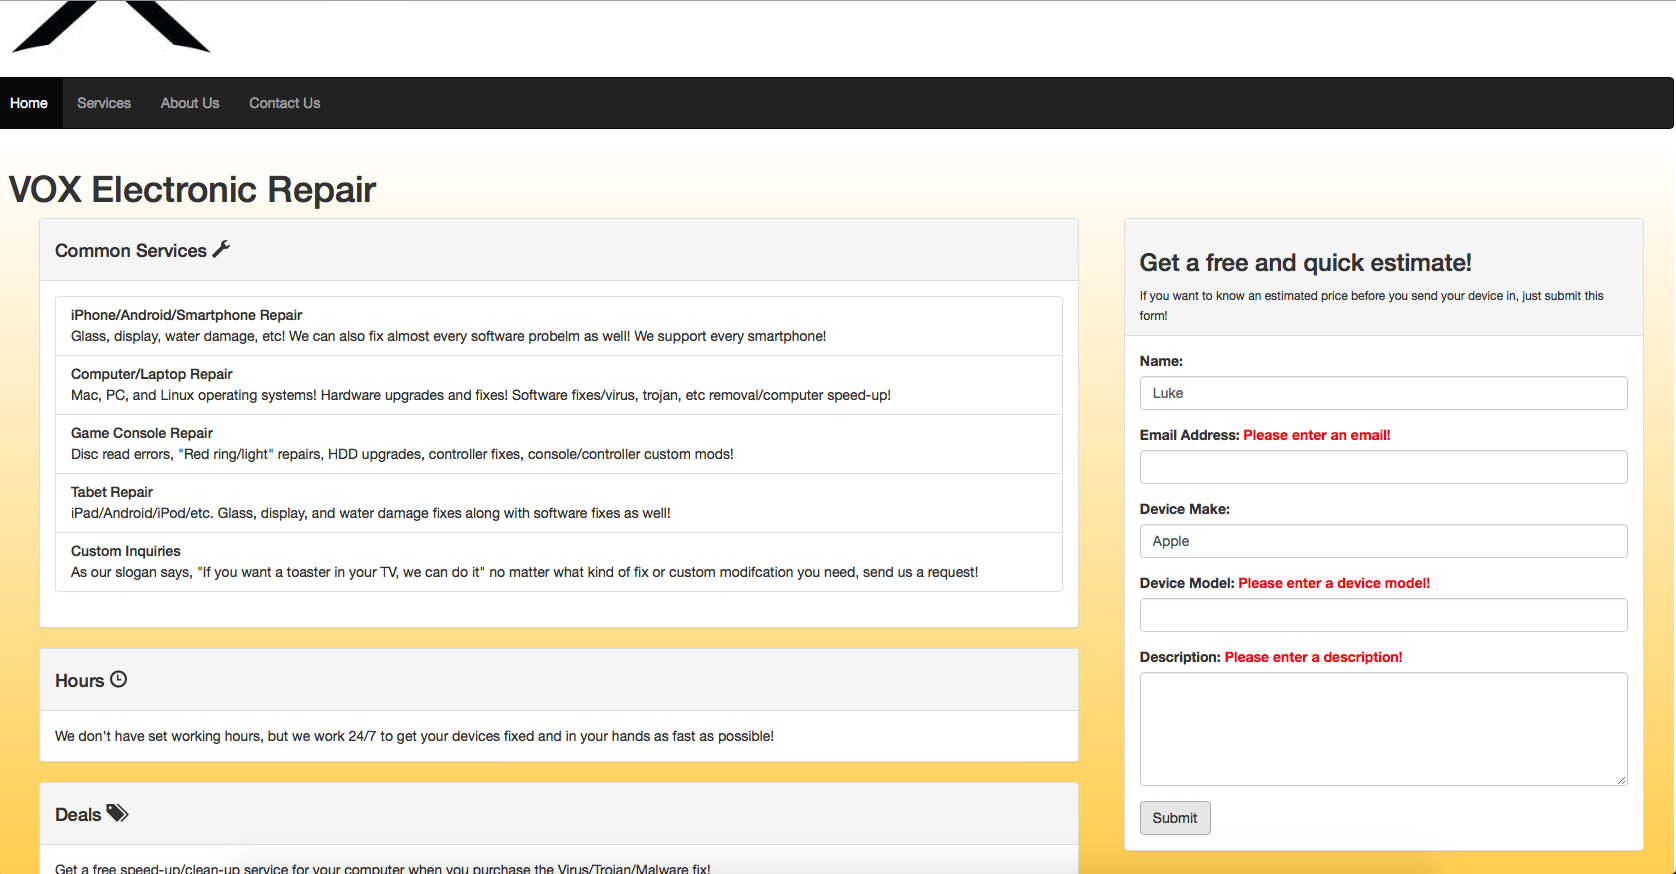 Home Services About Us Contact Us
VOX Electronic Repair
Common Services
iPhone/Android/Smartphone Repair
Glass, display, water damage, etc! We can also fix almost every software probelm as well! We support every smartphone!
Computer/Laptop Repair
Mac, PC, and Linux operating systems! Hardware upgrades and fixes! Software fixes/virus, trojan, etc removal/computer speed-up!
Game Console Repair
Disc read errors, "Red ring/light" repairs, HDD upgrades, controller fixes, console/controller custom mods!
Tabet Repair
iPad/Android/iPod/etc. Glass, display, and water damage fixes along with software fixes as well!
Custom Inquiries
As our slogan says, "If you want a toaster in your TV, we can do it" no matter what kind of fix or custom modifcation you need, send us a request!
Hours
We don't have set working hours, but we work 24/7 to get your devices fixed and in your hands as fast as possible!
Deals
Get a free speed-up/clean-up service for your computer when you purchase the Virus/Trojan/Malware fix!
Get a free and quick estimate!
If you want to know an estimated price before you send your device in, just submit this
form!
Name:
Luke
Email Address: Please enter an email!
Device Make:
Apple
Device Model: Please enter a device model!
Description: Please enter a description!
Submit